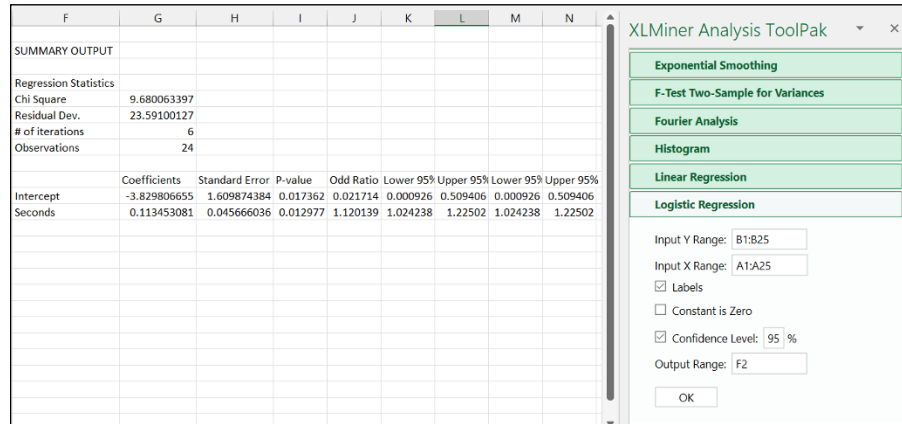 F G H I J K L M N
SUMMARY OUTPUT
Regression Statistics
Chi Square 9.680063397
Residual Dev. 23.59100127
# of iterations 6
Observations 24
Coefficients Standard Error P-value Odd Ratio Lower 95% Upper 95% Lower 95% Upper 95%
Intercept -3.829806655 1.609874384 0.017362 0.021714 0.000926 0.509406 0.000926 0.509406
Seconds 0.113453081 0.045666036 0.012977 1.120139 1.024238 1.22502 1.024238 1.22502
XLMiner Analysis ToolPak
Exponential Smoothing
F-Test Two-Sample for Variances
Fourier Analysis
Histogram
Linear Regression
Logistic Regression
Input Y Range: B1:B25
Input X Range: A1:A25
Labels
Constant is Zero
Confidence Level: 95 %
Output Range: F2
OK